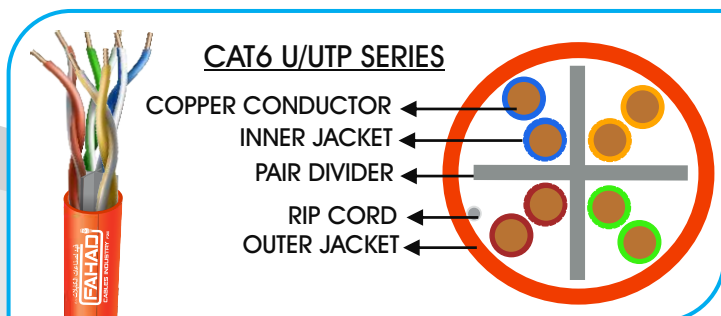 CAT6 U/UTP SERIES
COPPER CONDUCTOR
INNER JACKET
PAIR DIVIDER
RIP CORD
OUTER JACKET
FAHAD
CABLES INDUSTRY